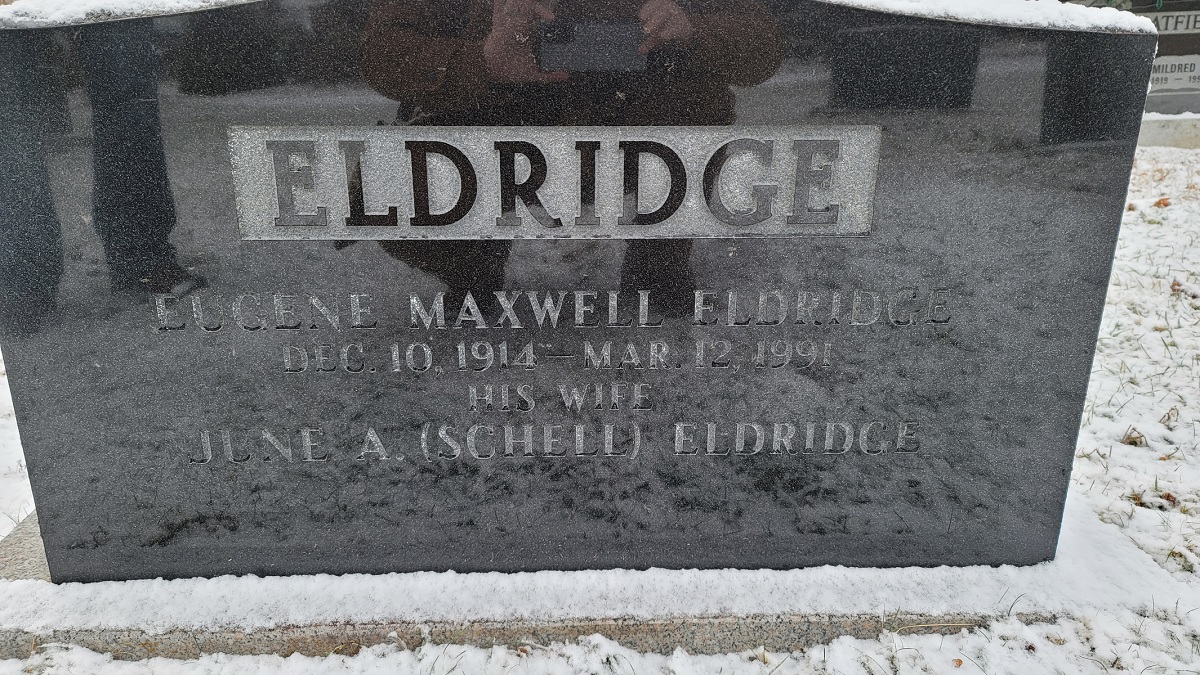 ELDRIDGE
EUGENE MAXWELL ELDRIDGE
DEC. 10, 1914 — MAR. 12, 1991
HIS WIFE
JUNE A. (SCHELL) ELDRIDGE
MILDRED